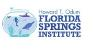 Howard T. Odum
FLORIDA
SPRINGS
INSTITUTE